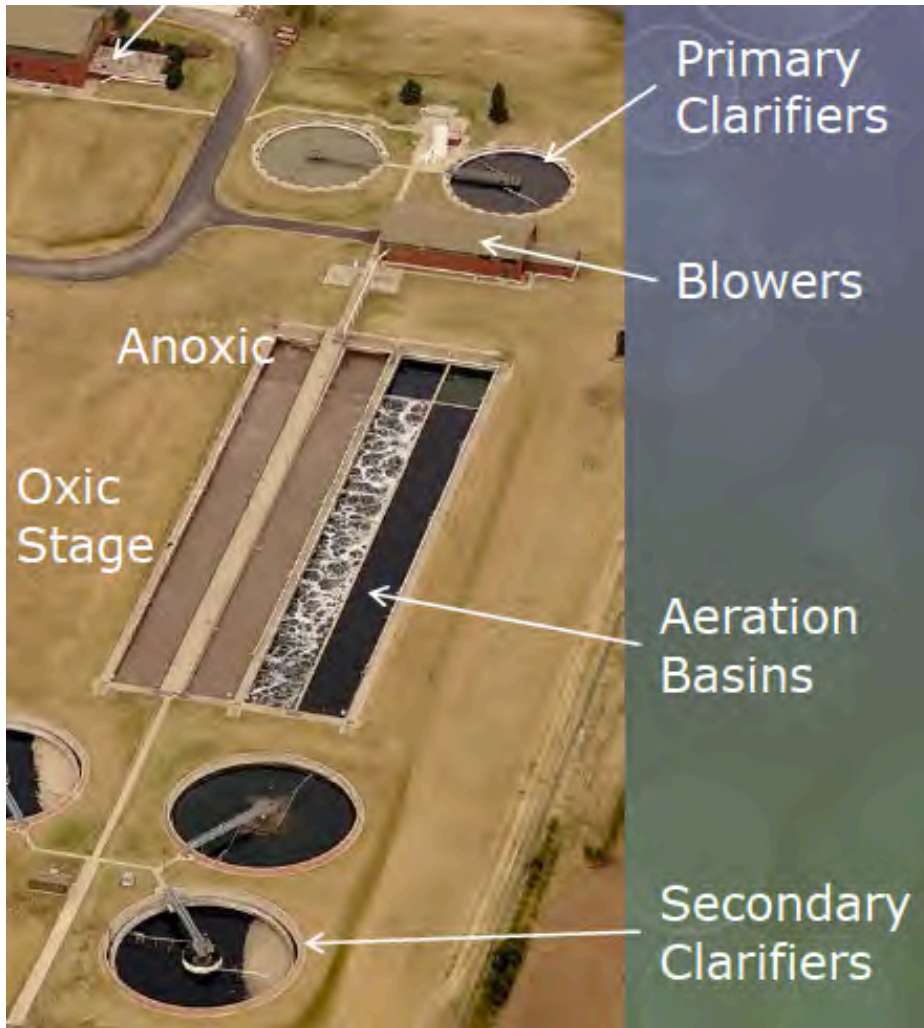 Primary
Clarifiers
Blowers
Anoxic
Oxic
Stage
Aeration
Basins
Secondary
Clarifiers